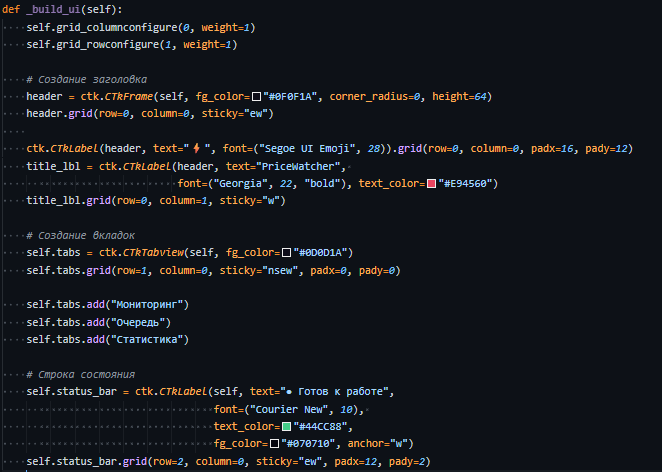 def _build_ui(self):
    self.grid_columnconfigure(0, weight=1)
    self.grid_rowconfigure(1, weight=1)

    # Создание заголовка
    header = ctk.CTkFrame(self, fg_color="#0F0F1A", corner_radius=0, height=64)
    header.grid(row=0, column=0, sticky="ew")

    ctk.CTkLabel(header, text="⚡", font=("Segoe UI Emoji", 28)).grid(row=0, column=0, padx=16, pady=12)
    title_lbl = ctk.CTkLabel(header, text="PriceWatcher",
                             font=("Georgia", 22, "bold"), text_color="#E94560")
    title_lbl.grid(row=0, column=1, sticky="w")

    # Создание вкладок
    self.tabs = ctk.CTkTabview(self, fg_color="#0D0D1A")
    self.tabs.grid(row=1, column=0, sticky="nsew", padx=0, pady=0)

    self.tabs.add("Мониторинг")
    self.tabs.add("Очередь")
    self.tabs.add("Статистика")

    # Строка состояния
    self.status_bar = ctk.CTkLabel(self, text="● Готов к работе",
                                   font=("Courier New", 10),
                                   text_color="#44CC88",
                                   fg_color="#070710", anchor="w")
    self.status_bar.grid(row=2, column=0, sticky="ew", padx=12, pady=2)